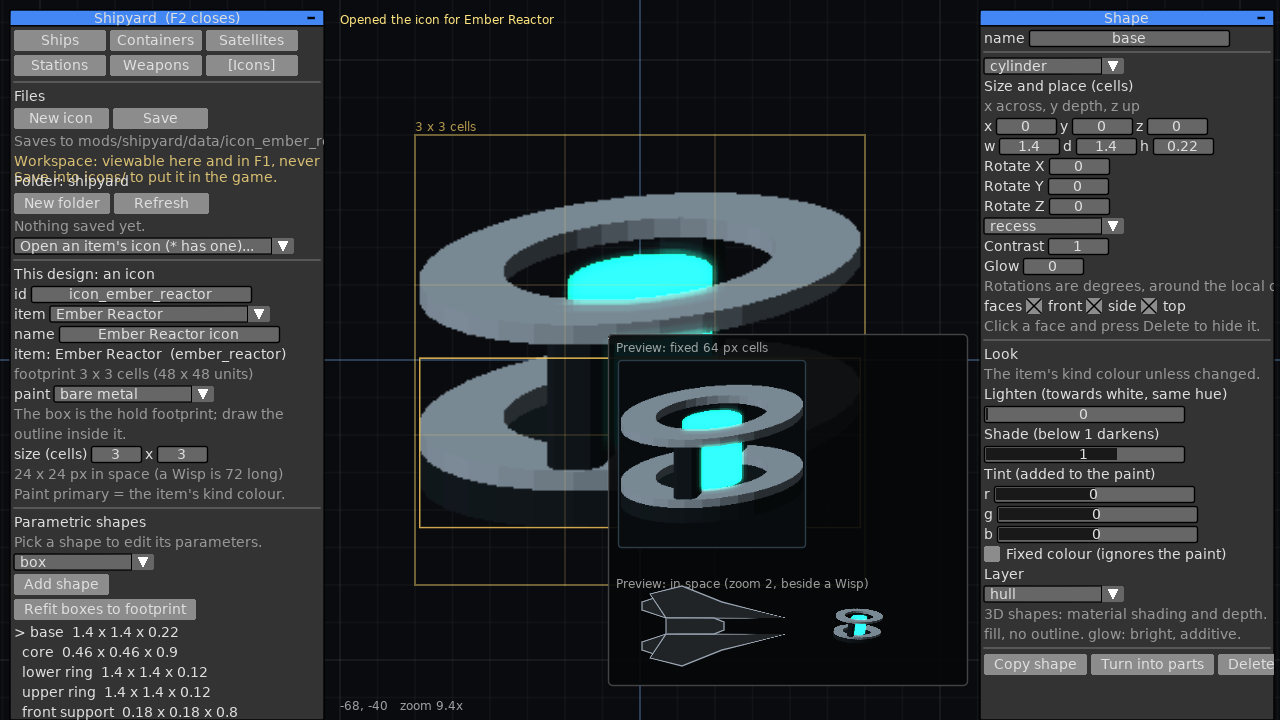 Shipyard  (F2 closes)
Ships
Containers
Satellites
Stations
Weapons
[Icons]
Files
New icon
Save
Saves to mods/shipyard/data/icon_ember_r
Workspace: viewable here and in F1, never
Save into icons/ to put it in the game.
Folder: shipyard
New folder
Refresh
Nothing saved yet.
Open an item's icon (* has one)...
This design: an icon
id icon_ember_reactor
item Ember Reactor
name Ember Reactor icon
item: Ember Reactor  (ember_reactor)
footprint 3 x 3 cells (48 x 48 units)
paint bare metal
The box is the hold footprint; draw the
outline inside it.
size (cells) 3 x 3
24 x 24 px in space (a Wisp is 72 long)
Paint primary = the item's kind colour.
Parametric shapes
Pick a shape to edit its parameters.
box
Add shape
Refit boxes to footprint
> base  1.4 x 1.4 x 0.22
core  0.46 x 0.46 x 0.9
lower ring  1.4 x 1.4 x 0.12
upper ring  1.4 x 1.4 x 0.12
front support  0.18 x 0.18 x 0.8
Opened the icon for Ember Reactor
3 x 3 cells
Preview: fixed 64 px cells
Preview: in space (zoom 2, beside a Wisp)
-68, -40   zoom 9.4x
Shape
name base
cylinder
Size and place (cells)
x across, y depth, z up
x 0 y 0 z 0
w 1.4 d 1.4 h 0.22
Rotate X 0
Rotate Y 0
Rotate Z 0
recess
Contrast 1
Glow 0
Rotations are degrees, around the local c
faces front side top
Click a face and press Delete to hide it.
Look
The item's kind colour unchanged.
Lighten (towards white, same hue)
0
Shade (below 1 darkens)
1
Tint (added to the paint)
r 0
g 0
b 0
Fixed colour (ignores the paint)
Layer
hull
3D shapes: material shading and depth.
fill, no outline. glow: bright, additive.
Copy shape
Turn into parts
Delete